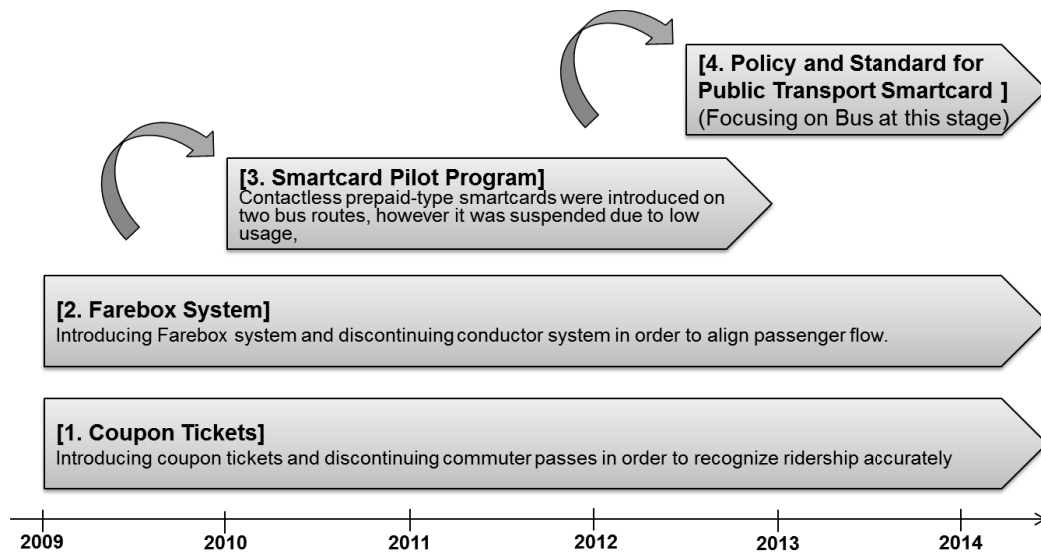 [4. Policy and Standard for
Public Transport Smartcard ]
(Focusing on Bus at this stage)
[3. Smartcard Pilot Program]
Contactless prepaid-type smartcards were introduced on
two bus routes, however it was suspended due to low
usage,
[2. Farebox System]
Introducing Farebox system and discontinuing conductor system in order to align passenger flow.
[1. Coupon Tickets]
Introducing coupon tickets and discontinuing commuter passes in order to recognize ridership accurately
2009 2010 2011 2012 2013 2014